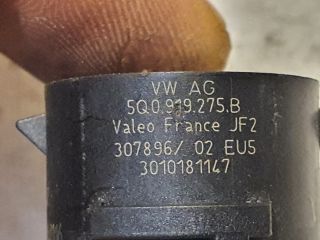 VW AG
5Q0.919.275.B
Valeo France JF2
307896/ 02 EU5
3010181147